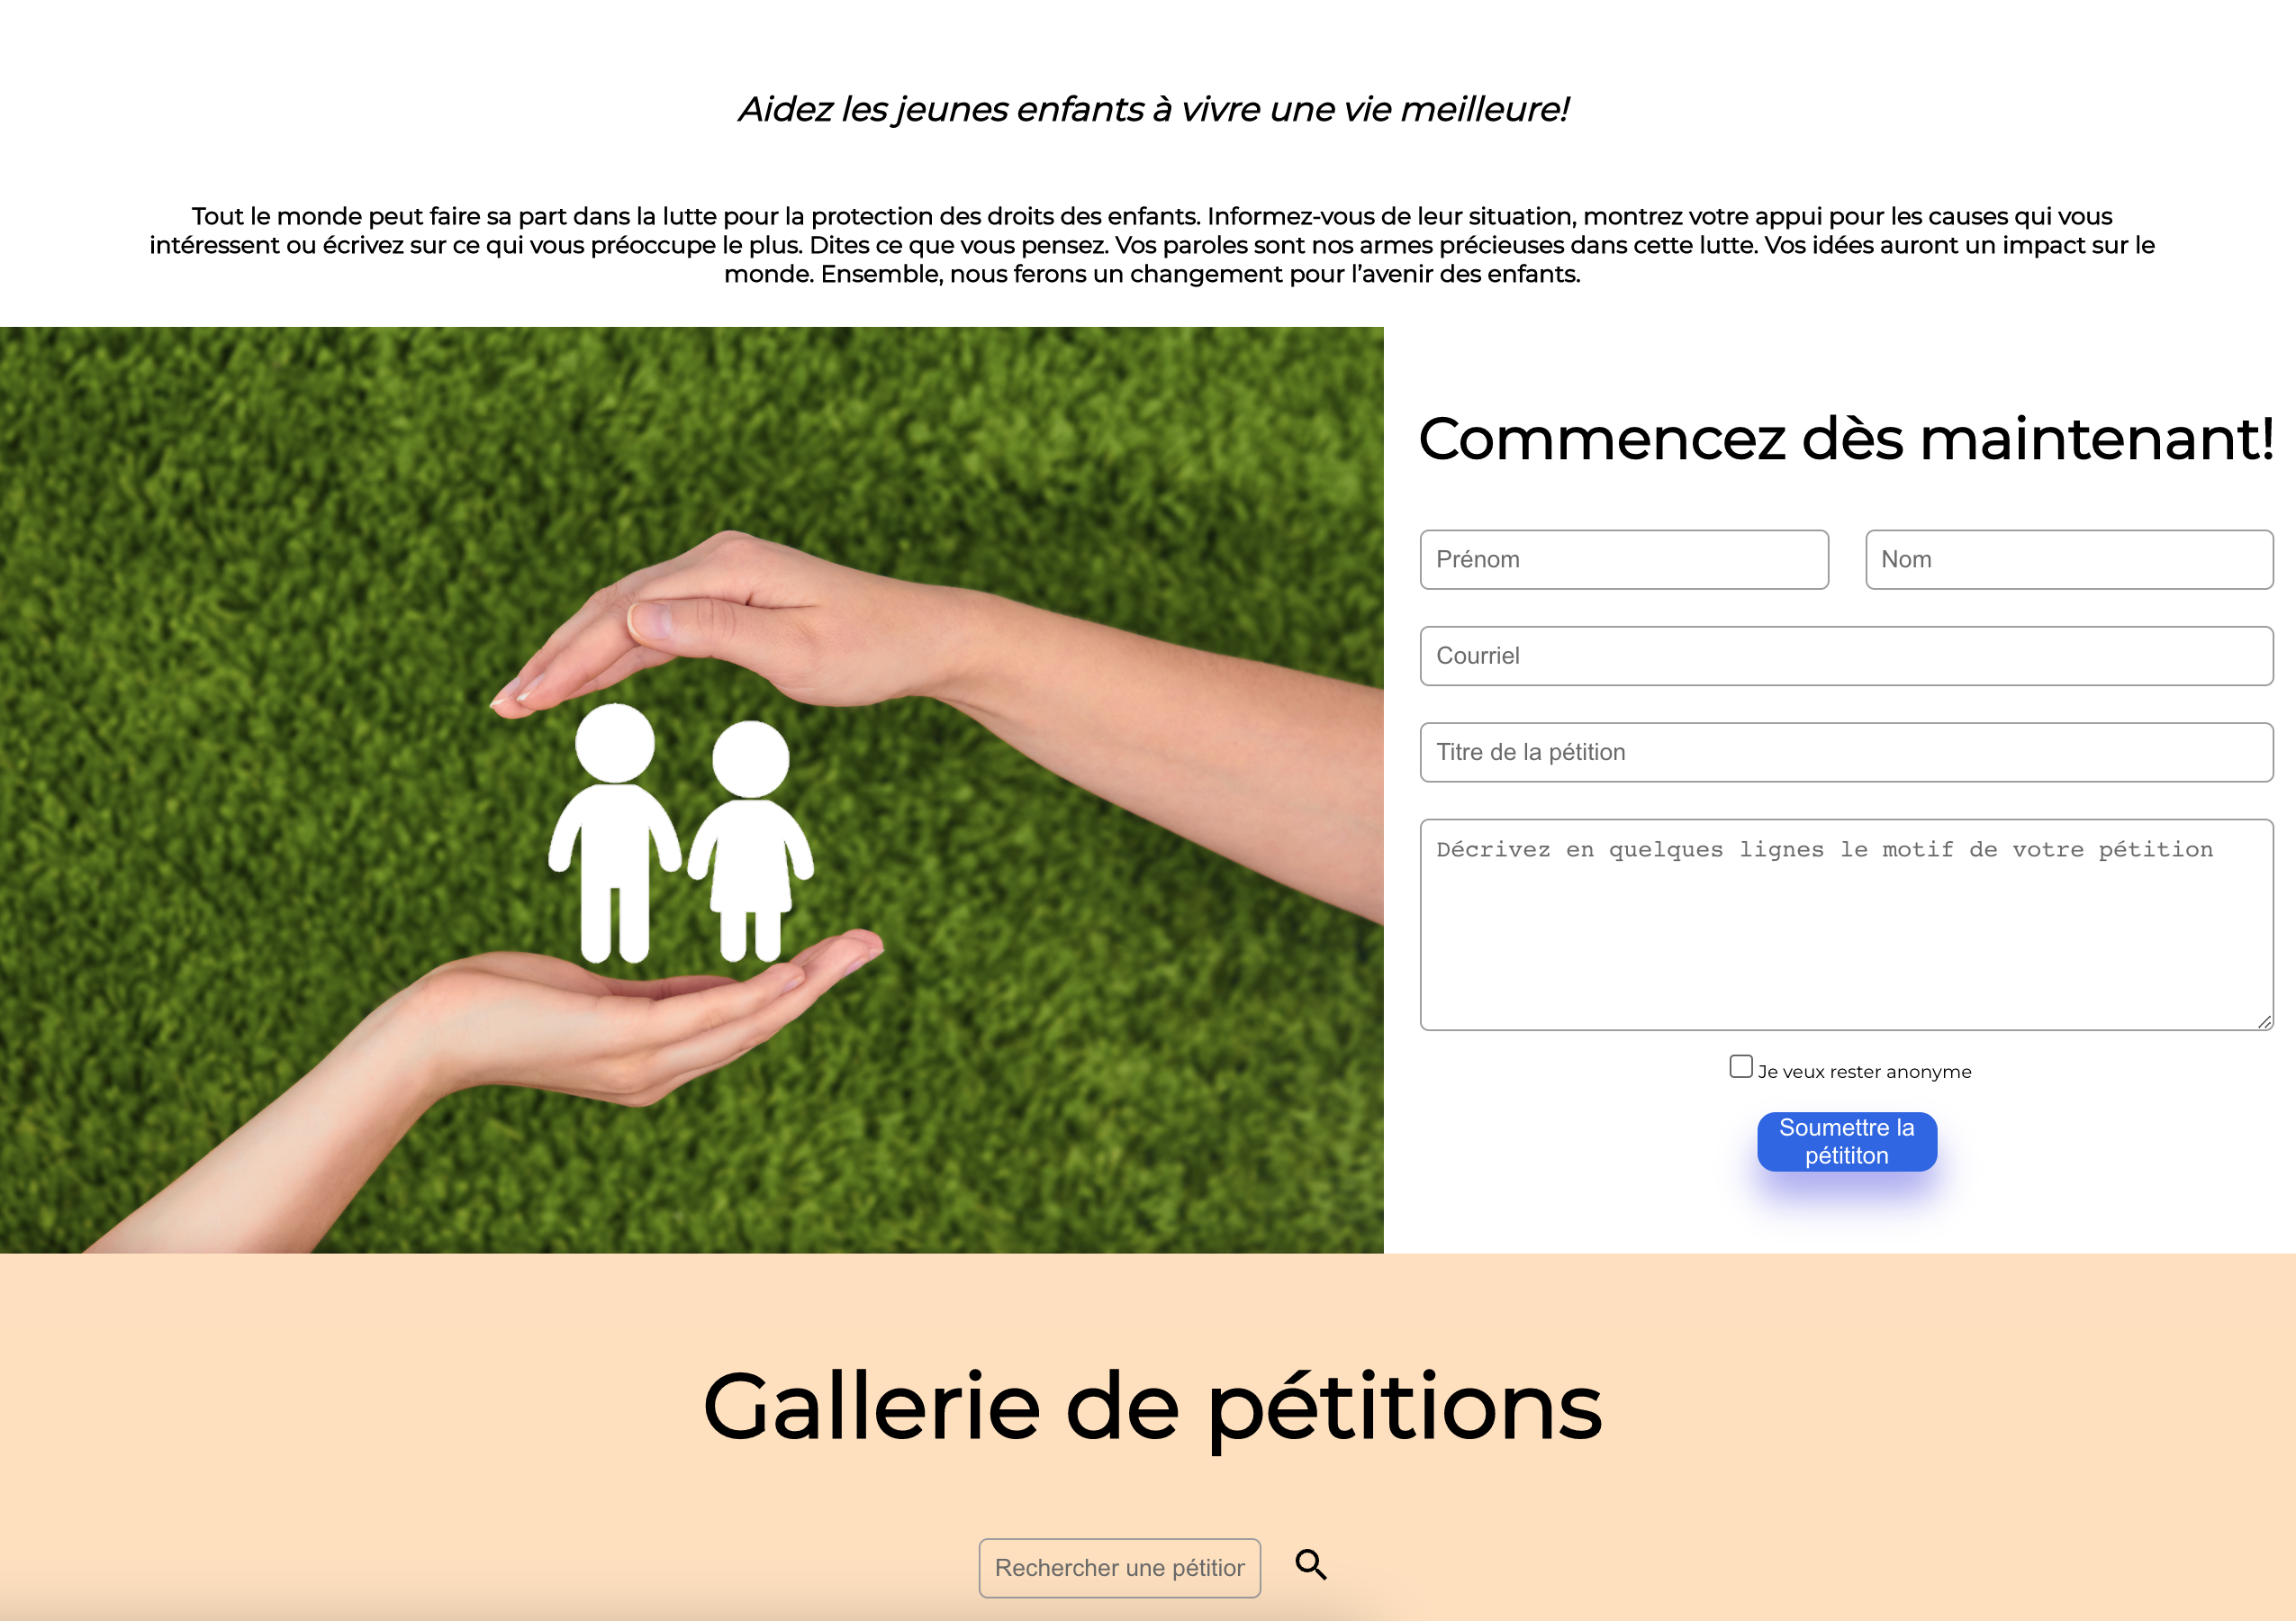 Aidez les jeunes enfants à vivre une vie meilleure!
Tout le monde peut faire sa part dans la lutte pour la protection des droits des enfants. Informez-vous de leur situation, montrez votre appui pour les causes qui vous
intéressent ou écrivez sur ce qui vous préoccupe le plus. Dites ce que vous pensez. Vos paroles sont nos armes précieuses dans cette lutte. Vos idées auront un impact sur le
monde. Ensemble, nous ferons un changement pour l’avenir des enfants.
Commencez dès maintenant!
Prénom
Nom
Courriel
Titre de la pétition
Décrivez en quelques lignes le motif de votre pétition
Je veux rester anonyme
Soumettre la
pétititon
Gallerie de pétitions
Rechercher une pétition